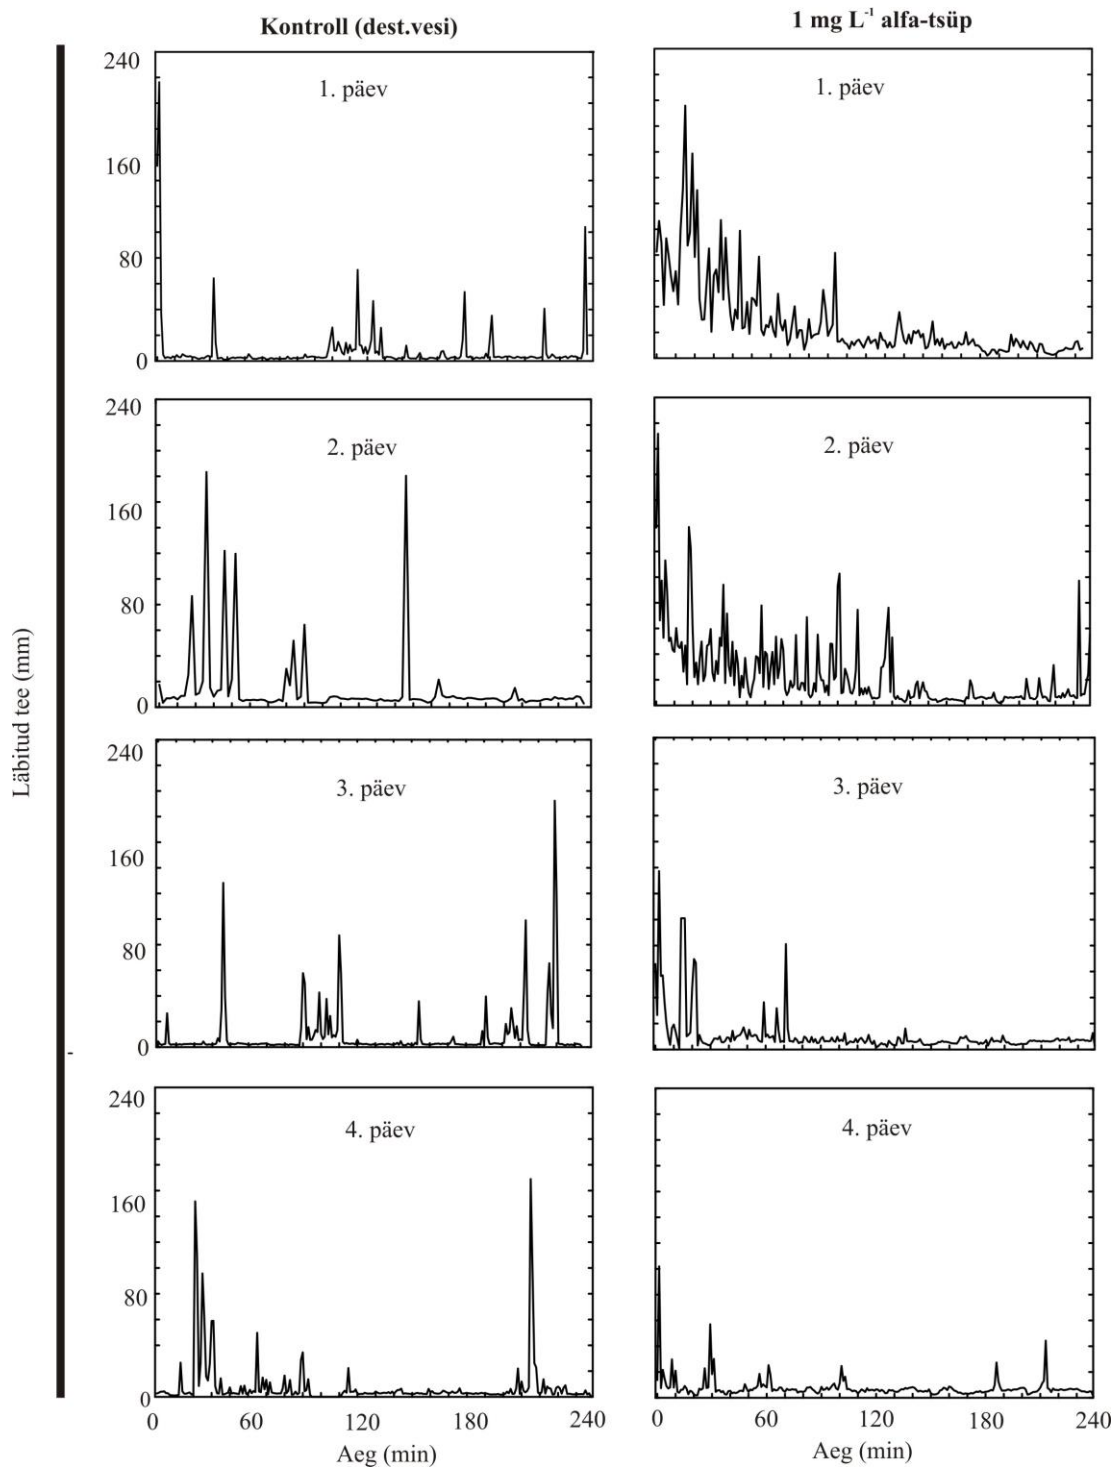 Kontroll (dest.vesi)
1 mg L⁻¹ alfa-tsüp
Läbitud tee (mm)
240
160
80
0
1. päev
1. päev
240
160
80
0
2. päev
2. päev
240
160
80
0
3. päev
3. päev
240
160
80
0
4. päev
4. päev
0 60 120 180 240
Aeg (min)
0 60 120 180 240
Aeg (min)